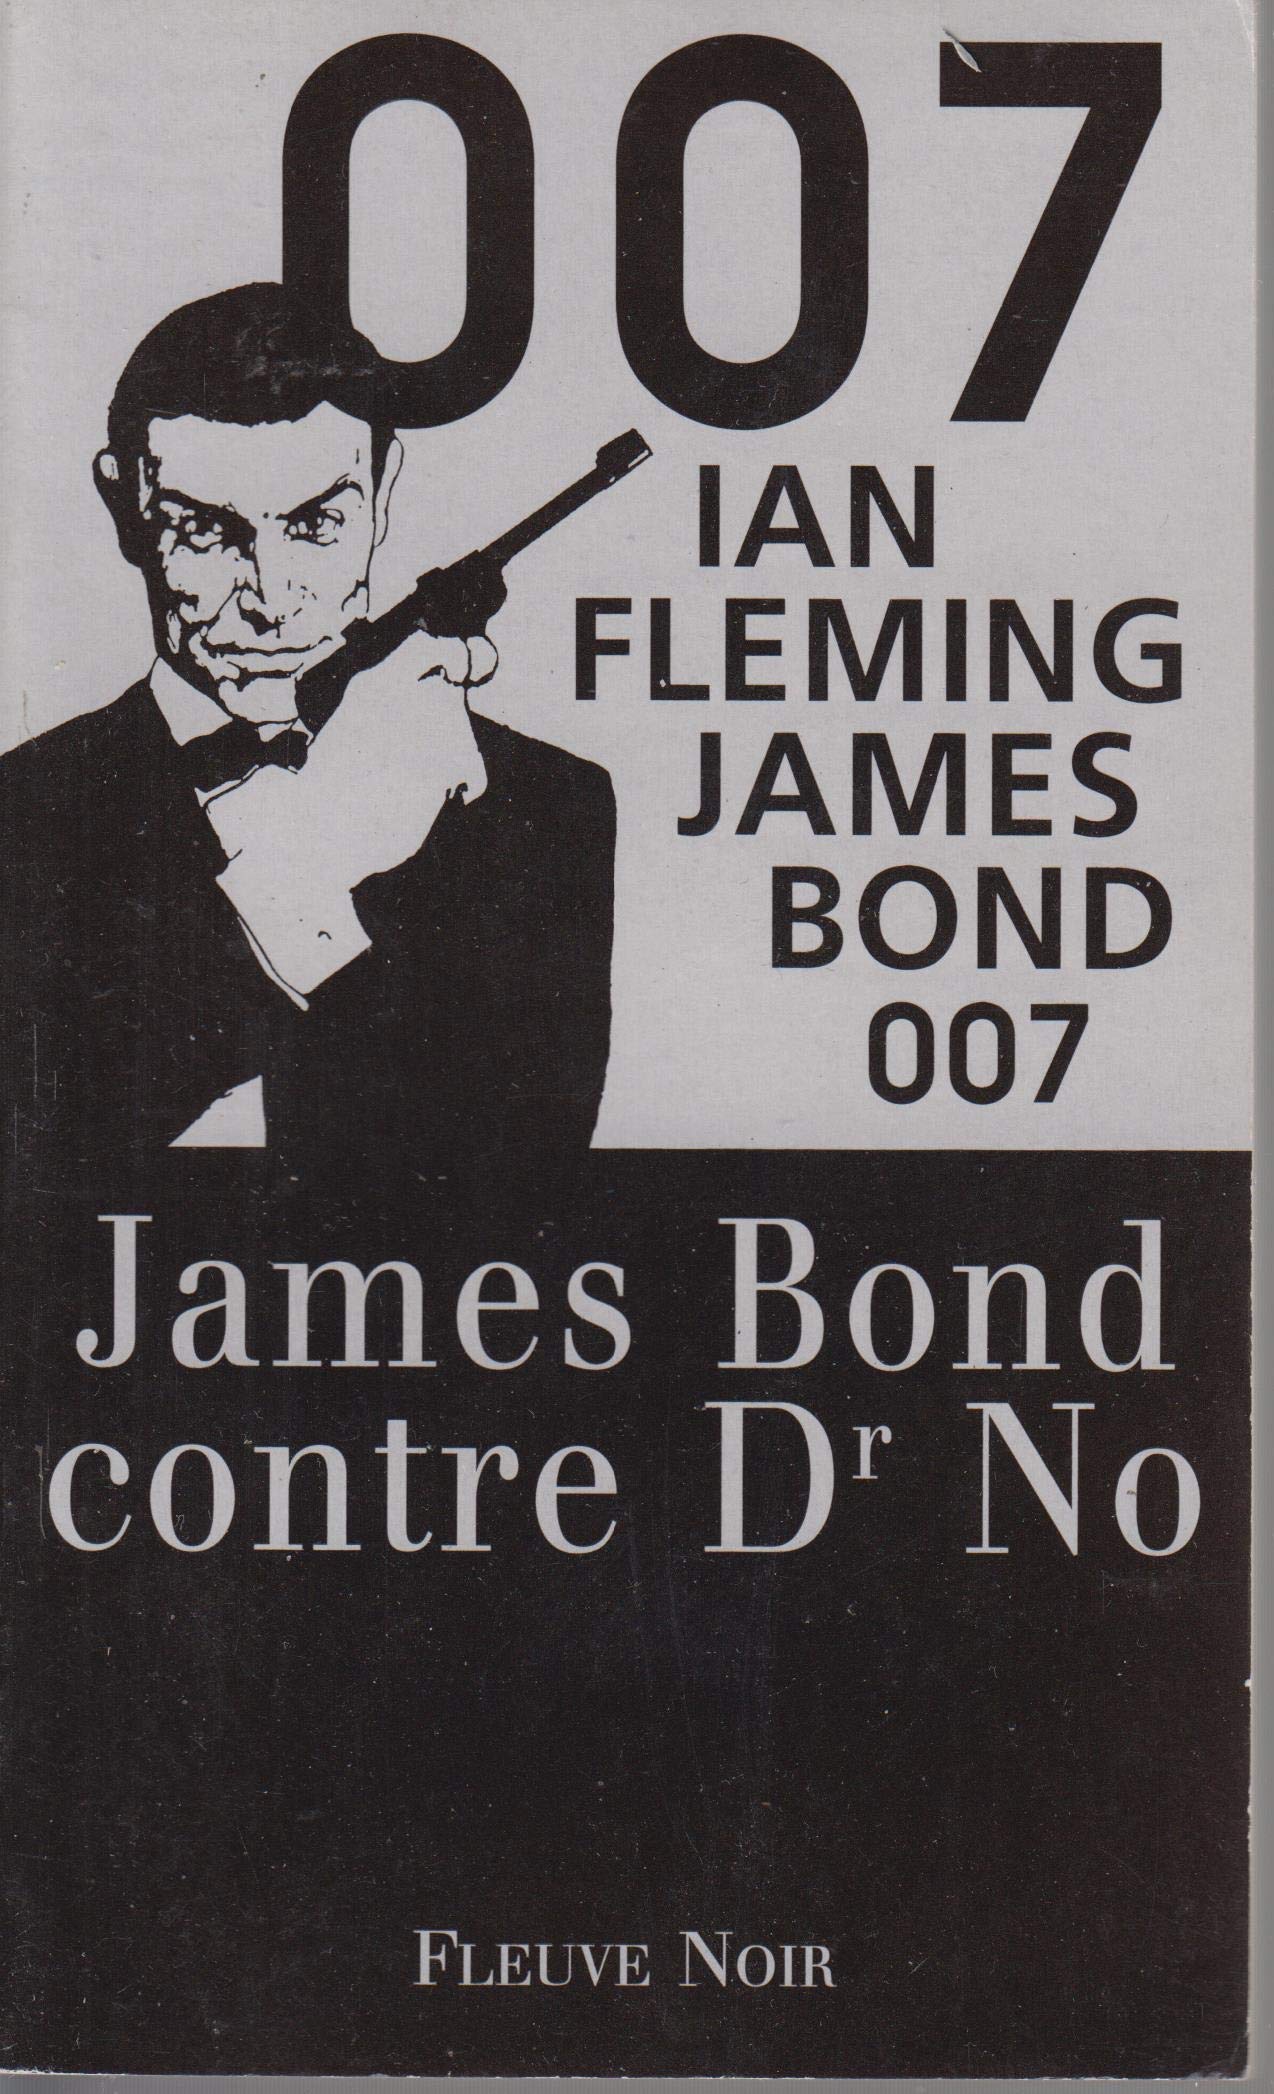 007
IAN
FLEMING
JAMES
BOND
007
James Bond
contre Dr No
FLEUVE NOIR